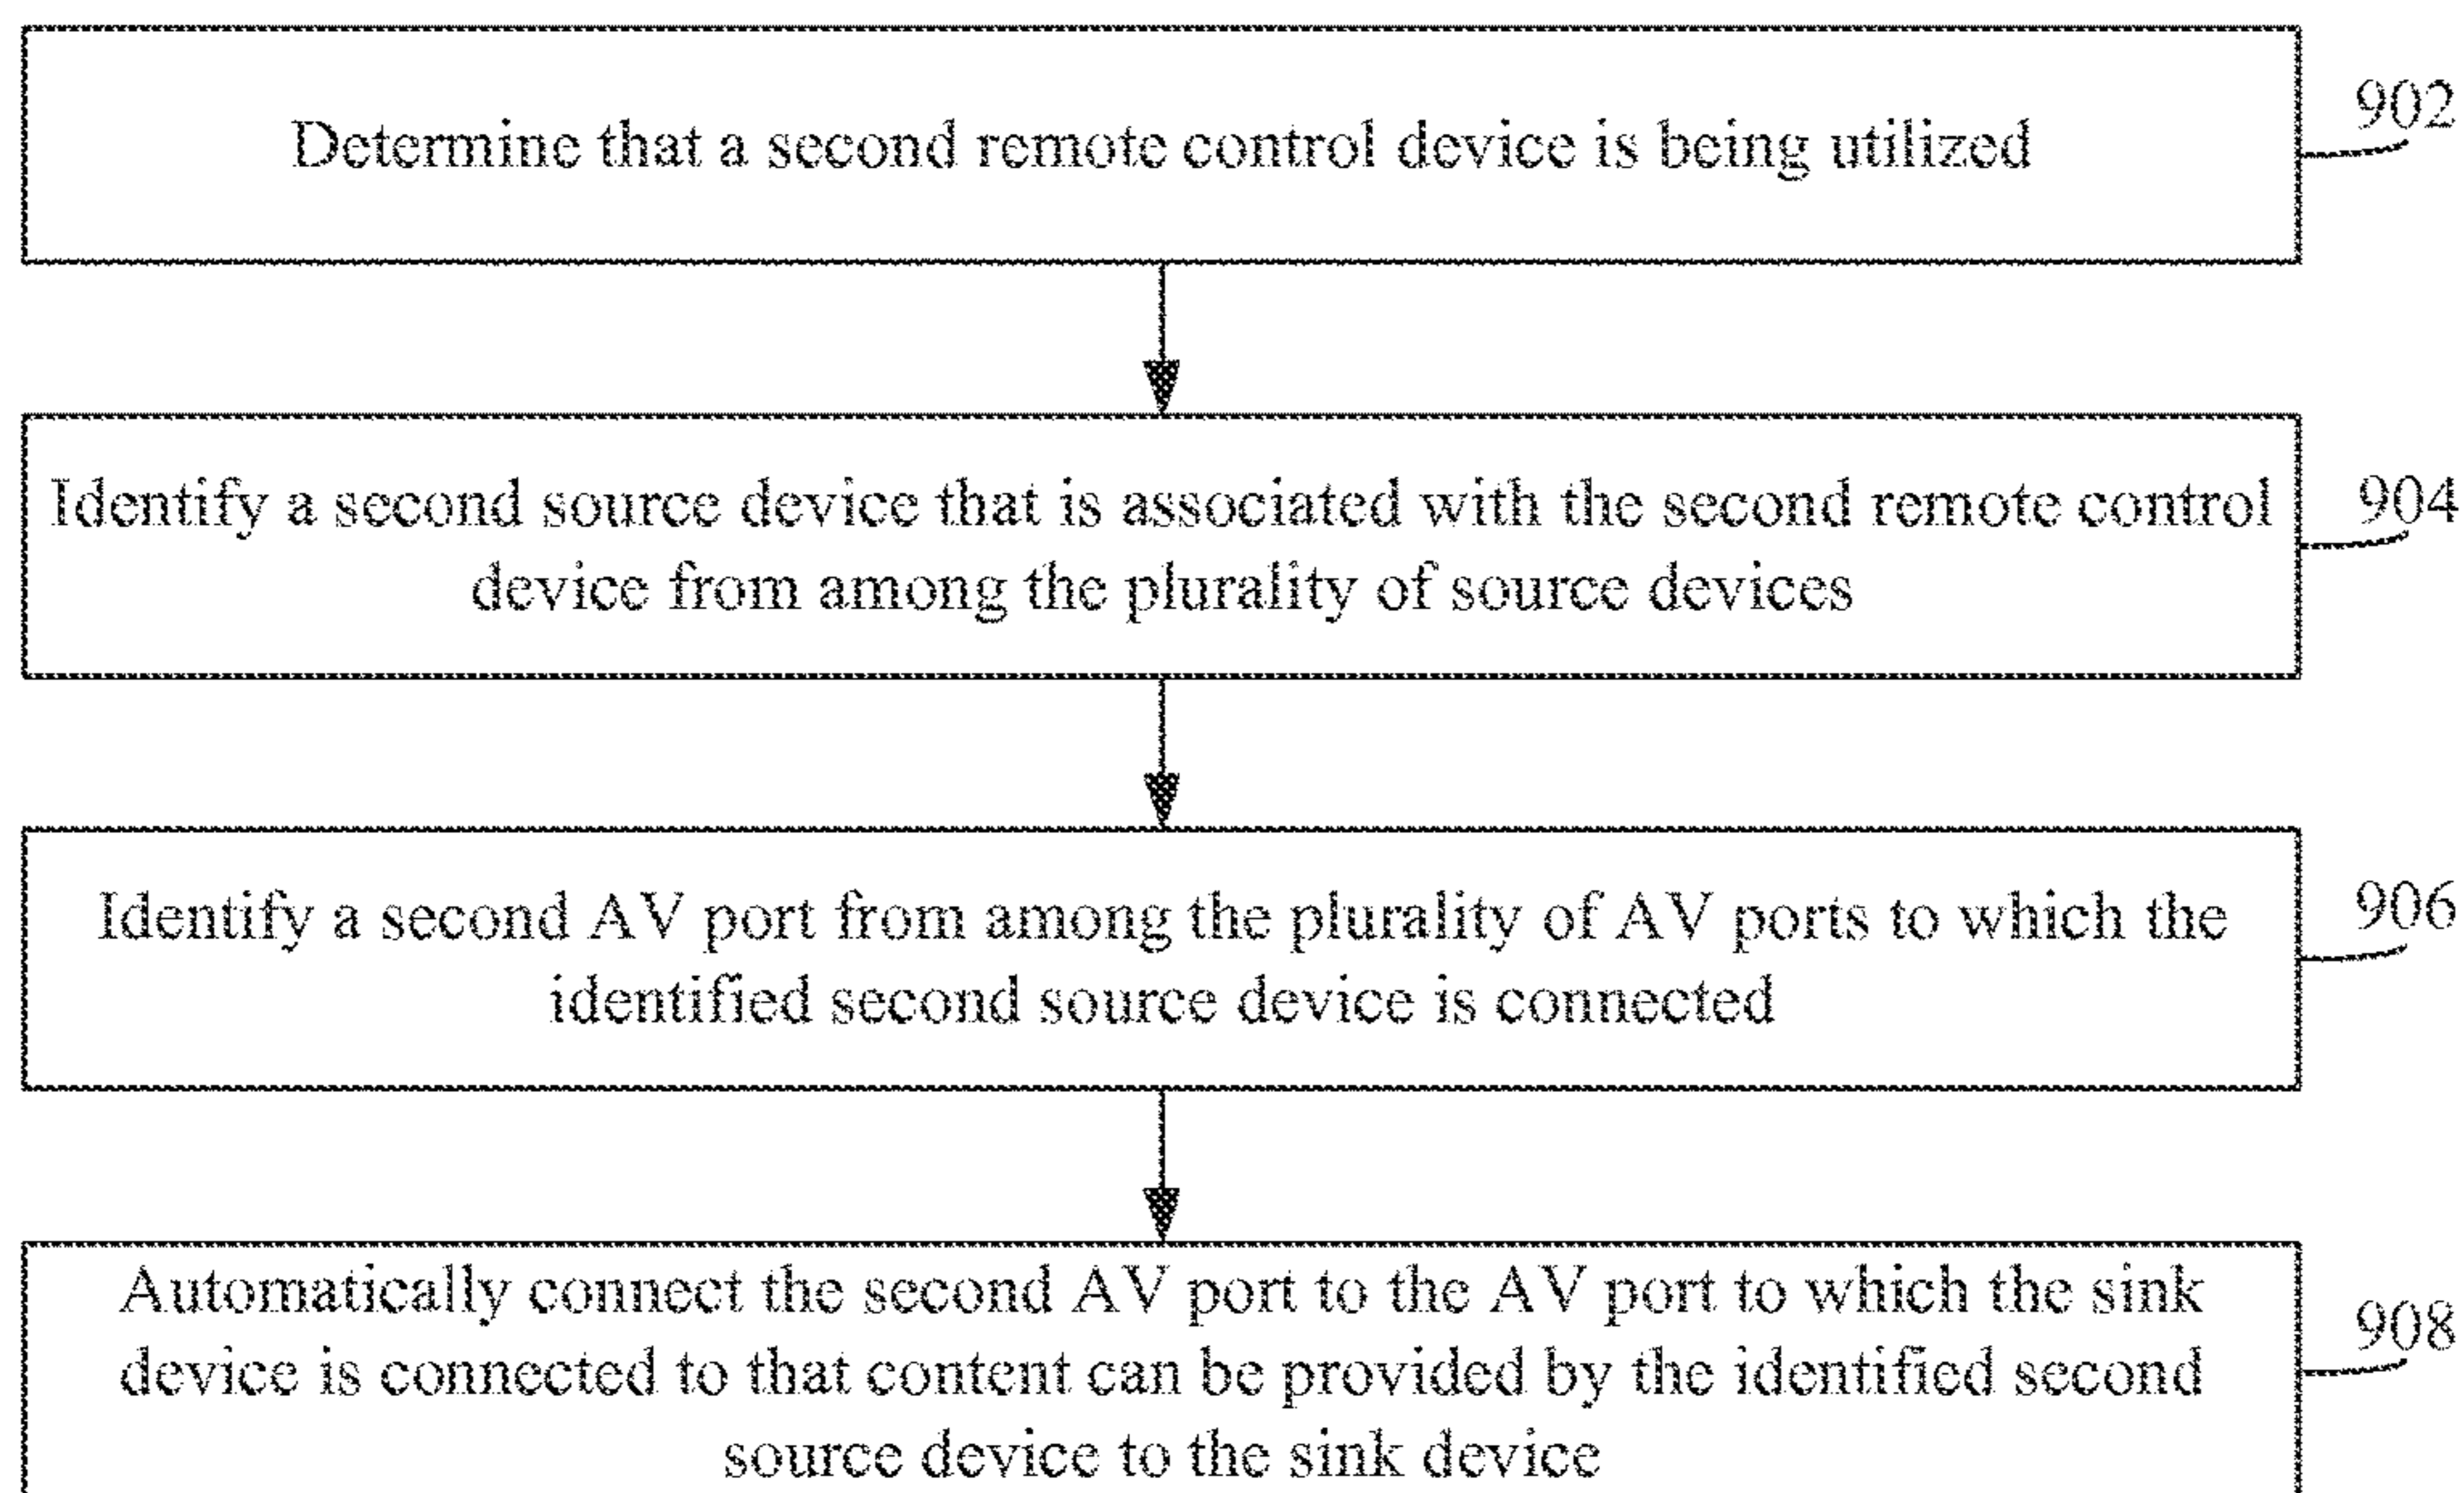 Determine that a second remote control device is being utilized
902
Identify a second source device that is associated with the second remote control
device from among the plurality of source devices
904
Identify a second AV port from among the plurality of AV ports to which the
identified second source device is connected
906
Automatically connect the second AV port to the AV port to which the sink
device is connected to that content can be provided by the identified second
source device to the sink device
908